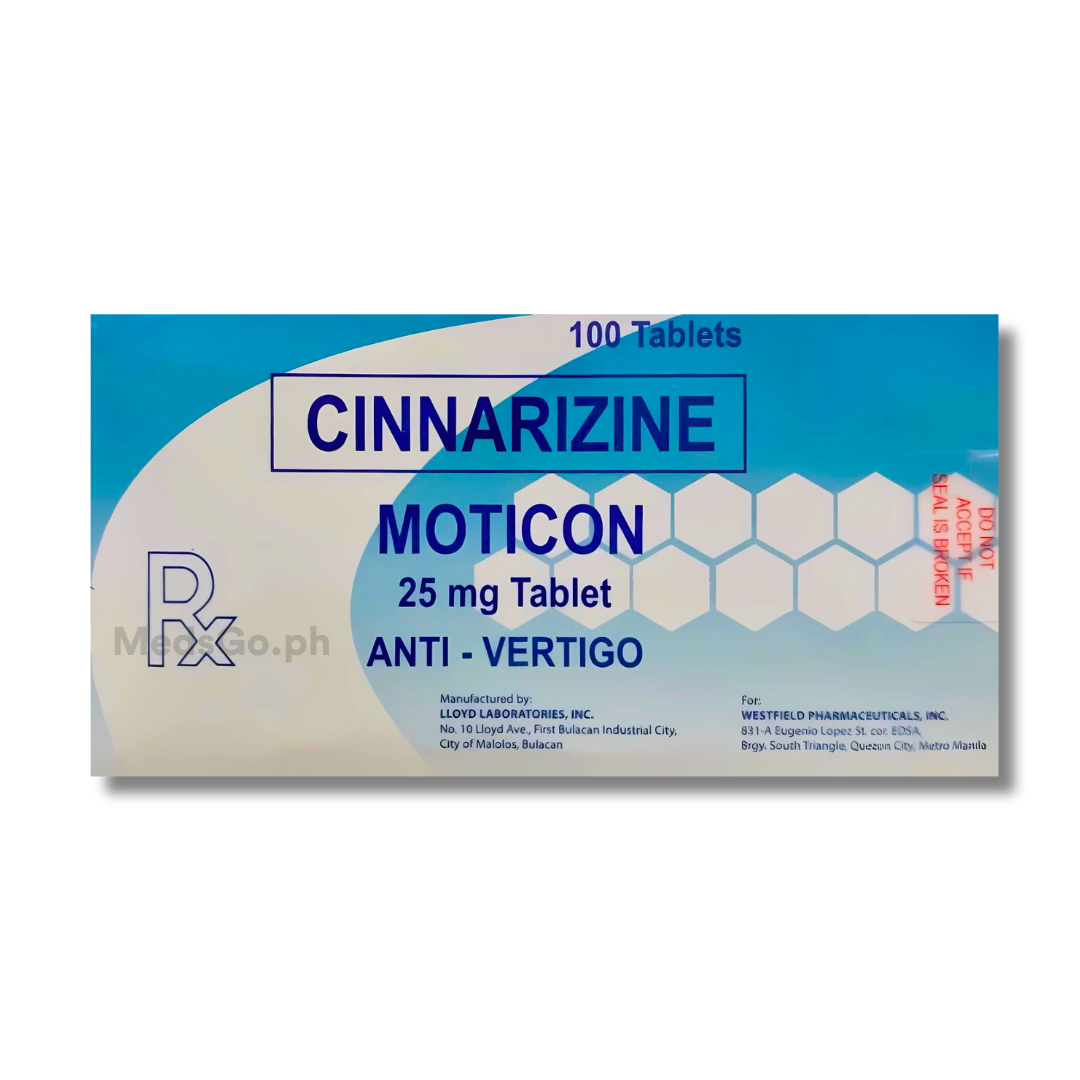 100 Tablets
CINNARIZINE
MOTICON
25 mg Tablet
ANTI - VERTIGO
Rx
MedsGo.ph
DO NOT
ACCEPT IF
SEAL IS BROKEN
Manufactured by:
LLOYD LABORATORIES, INC.
No. 10 Lloyd Ave., First Bulacan Industrial City,
City of Malolos, Bulacan
For:
WESTFIELD PHARMACEUTICALS, INC.
831-A Eugenio Lopez St. cor. EDSA,
Brgy. South Triangle, Quezon City, Metro Manila